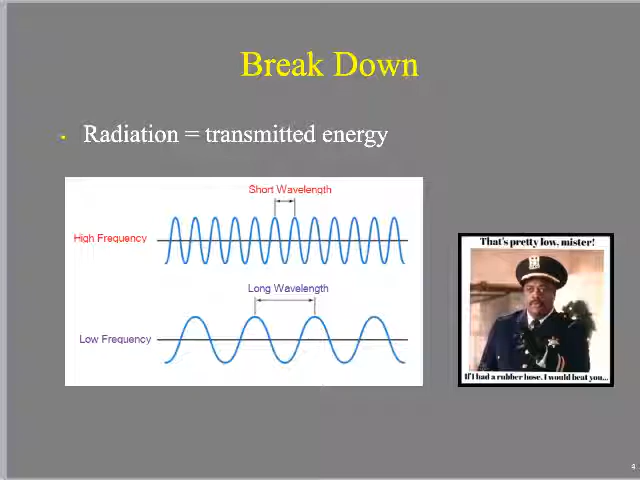 Break Down
• Radiation = transmitted energy
Short Wavelength
High Frequency
Long Wavelength
Low Frequency
That's pretty low, mister!
If I had a rubber hose, I would beat you...
4